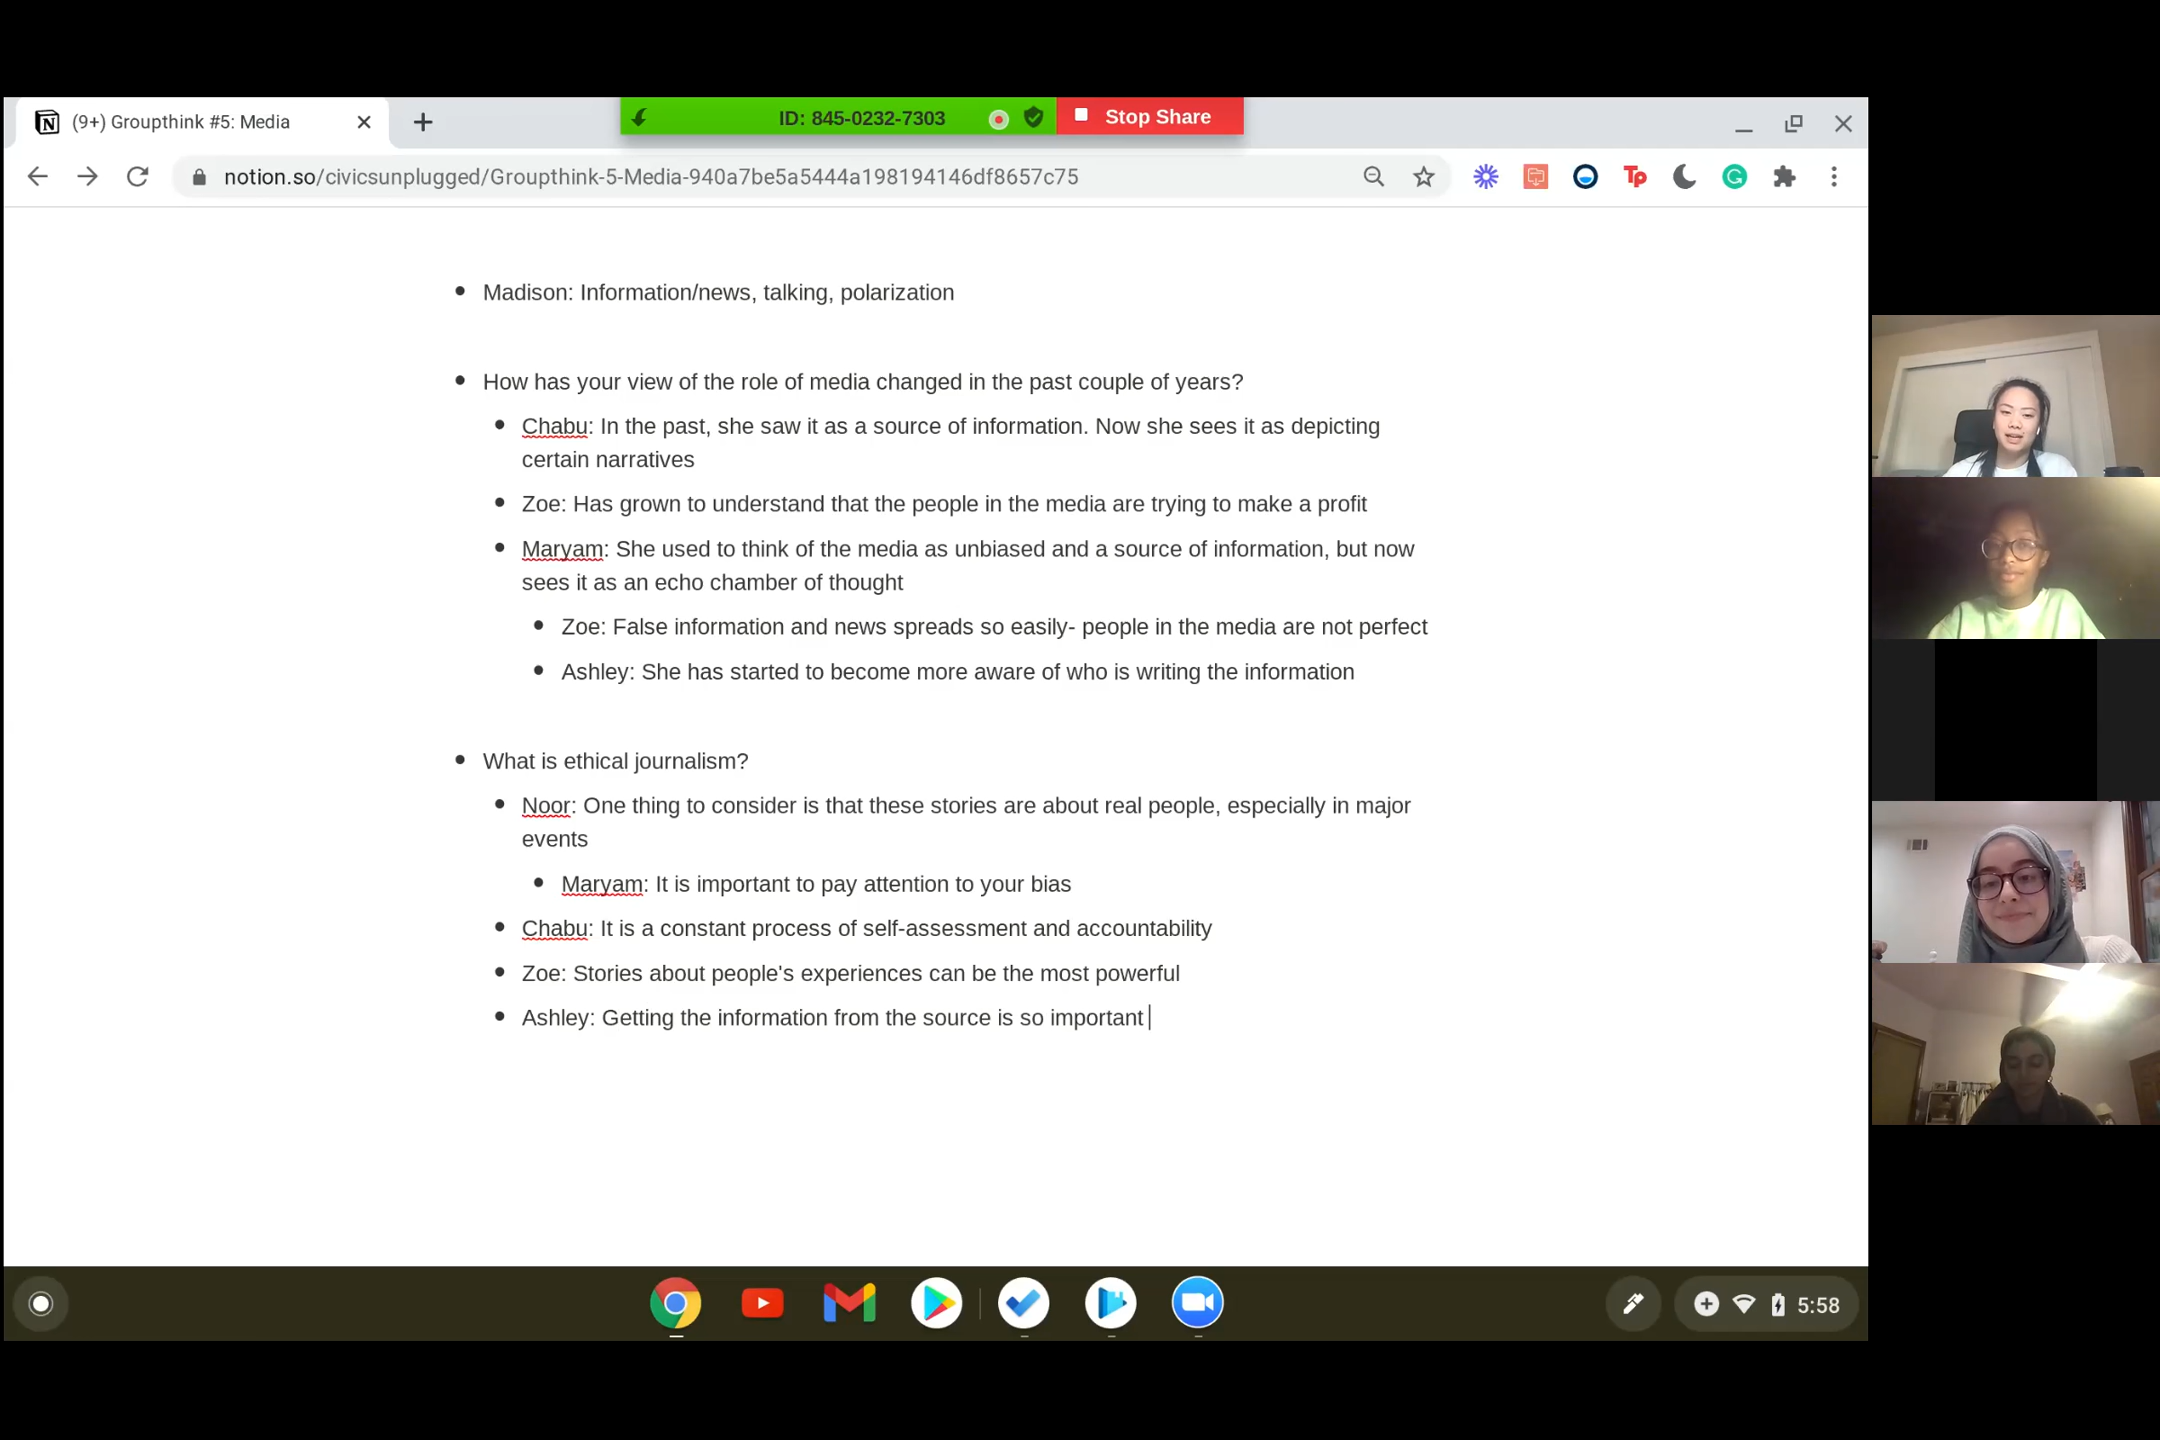 (9+) Groupthink #5: Media
ID: 845-0232-7303
Stop Share
notion.so/civicsunplugged/Groupthink-5-Media-940a7be5a5444a198194146df8657c75
Tp
Madison: Information/news, talking, polarization
How has your view of the role of media changed in the past couple of years?
Chabu: In the past, she saw it as a source of information. Now she sees it as depicting
certain narratives
Zoe: Has grown to understand that the people in the media are trying to make a profit
Maryam: She used to think of the media as unbiased and a source of information, but now
sees it as an echo chamber of thought
Zoe: False information and news spreads so easily- people in the media are not perfect
Ashley: She has started to become more aware of who is writing the information
What is ethical journalism?
Noor: One thing to consider is that these stories are about real people, especially in major
events
Maryam: It is important to pay attention to your bias
Chabu: It is a constant process of self-assessment and accountability
Zoe: Stories about people's experiences can be the most powerful
Ashley: Getting the information from the source is so important
5:58